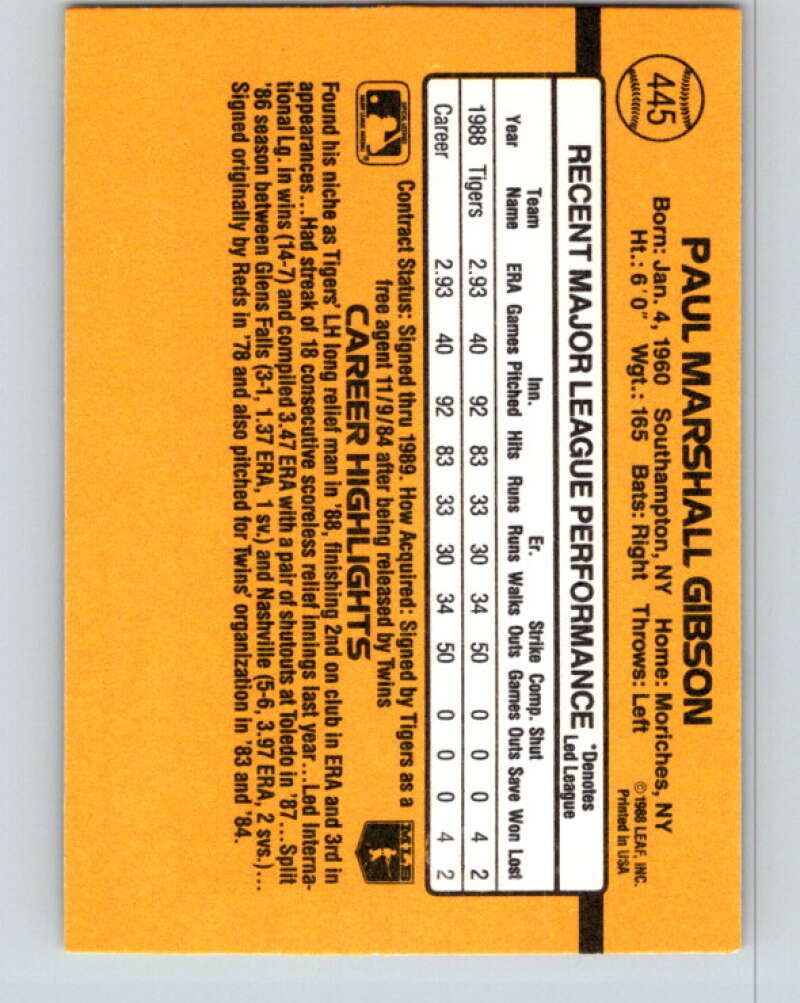 445
PAUL MARSHALL GIBSON
Born: Jan. 4, 1960 Southampton, NY Home: Moriches, NY
Ht.: 6'0" Wgt.: 165 Bats: Right Throws: Left
©1988 LEAF, INC.
Printed in USA
RECENT MAJOR LEAGUE PERFORMANCE
*Denotes
Led League
Team Inn. Er. Strike Comp. Shut
Year Name ERA Games Pitched Hits Runs Runs Walks Outs Games Outs Save Won Lost
1988 Tigers 2.93 40 92 83 33 30 34 50 0 0 0 4 2
Career 2.93 40 92 83 33 30 34 50 0 0 0 4 2
Contract Status: Signed thru 1989. How Acquired: Signed by Tigers as a
free agent 11/9/84 after being released by Twins
MLB
CAREER HIGHLIGHTS
Found his niche as Tigers' LH long relief man in '88, finishing 2nd on club in ERA and 3rd in
appearances...Had streak of 18 consecutive scoreless relief innings last year...Led Interna-
tional Lg. in wins (14-7) and compiled 3.47 ERA with a pair of shutouts at Toledo in '87...Split
'86 season between Glens Falls (3-1, 1.37 ERA, 1 sv.) and Nashville (5-6, 3.97 ERA, 2 svs.)...
Signed originally by Reds in '78 and also pitched for Twins' organization in '83 and '84.